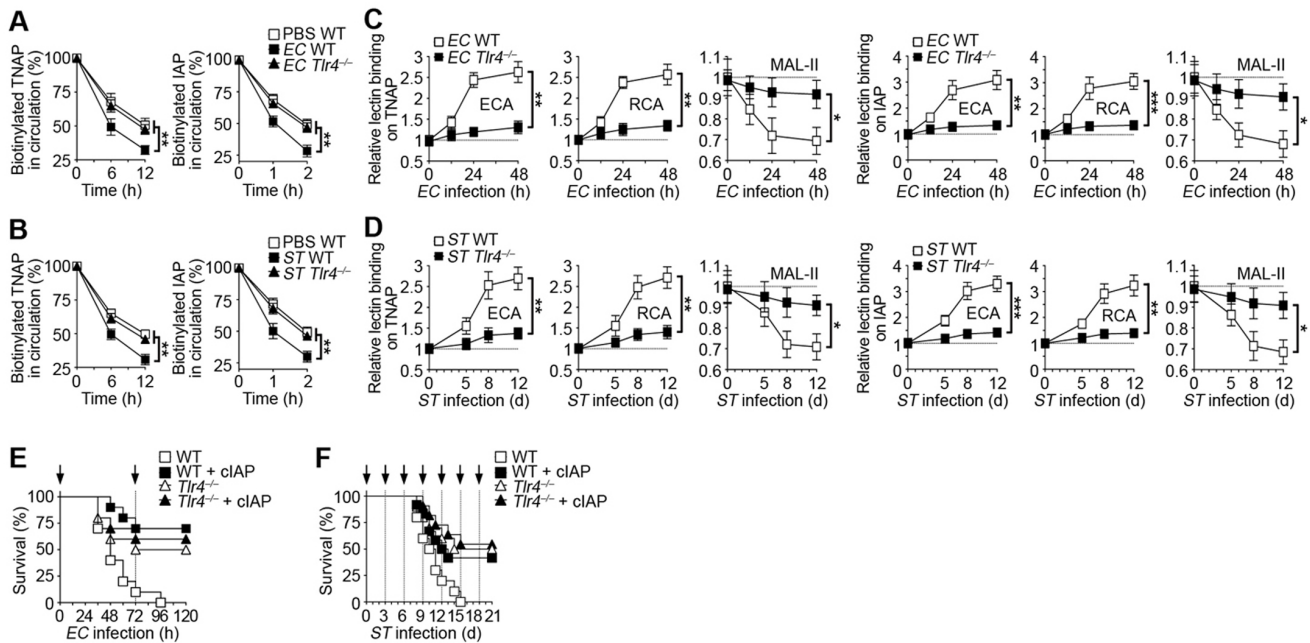 A
PBS WT
EC WT
EC Tlr4–/–
Biotinylated TNAP
in circulation (%)
100
75
50
25
0 6 12
Time (h)
**
Biotinylated IAP
in circulation (%)
100
75
50
25
0 1 2
Time (h)
**
C
EC WT
EC Tlr4–/–
Relative lectin binding
on TNAP
3
2.5
2
1.5
1
0.5
0 24 48
ECA
**
3
2.5
2
1.5
1
0.5
0 24 48
RCA
**
EC infection (h)
1.1
1
0.9
0.8
0.7
0.6
0 24 48
MAL-II
*
EC infection (h)
EC infection (h)
EC WT
EC Tlr4–/–
Relative lectin binding
on IAP
4
3
2
1
0
0 24 48
ECA
**
EC infection (h)
4
3
2
1
0
0 24 48
RCA
***
EC infection (h)
1.1
1
0.9
0.8
0.7
0.6
0 24 48
MAL-II
*
EC infection (h)
B
PBS WT
ST WT
ST Tlr4–/–
Biotinylated TNAP
in circulation (%)
100
75
50
25
0 6 12
Time (h)
**
Biotinylated IAP
in circulation (%)
100
75
50
25
0 1 2
Time (h)
**
D
ST WT
ST Tlr4–/–
Relative lectin binding
on TNAP
3
2.5
2
1.5
1
0.5
0 5 8 12
ECA
**
ST infection (d)
3
2.5
2
1.5
1
0.5
0 5 8 12
RCA
**
ST infection (d)
1.1
1
0.9
0.8
0.7
0.6
0 5 8 12
MAL-II
*
ST infection (d)
ST WT
ST Tlr4–/–
Relative lectin binding
on IAP
4
3
2
1
0
0 5 8 12
ECA
***
ST infection (d)
4
3
2
1
0
0 5 8 12
RCA
**
ST infection (d)
1.1
1
0.9
0.8
0.7
0.6
0 5 8 12
MAL-II
*
ST infection (d)
E
WT
WT + cIAP
Tlr4–/–
Tlr4–/– + cIAP
Survival (%)
100
75
50
25
0
0 24 48 72 96 120
EC infection (h)
F
WT
WT + cIAP
Tlr4–/–
Tlr4–/– + cIAP
Survival (%)
100
75
50
25
0
0 3 6 9 12 15 18 21
ST infection (d)